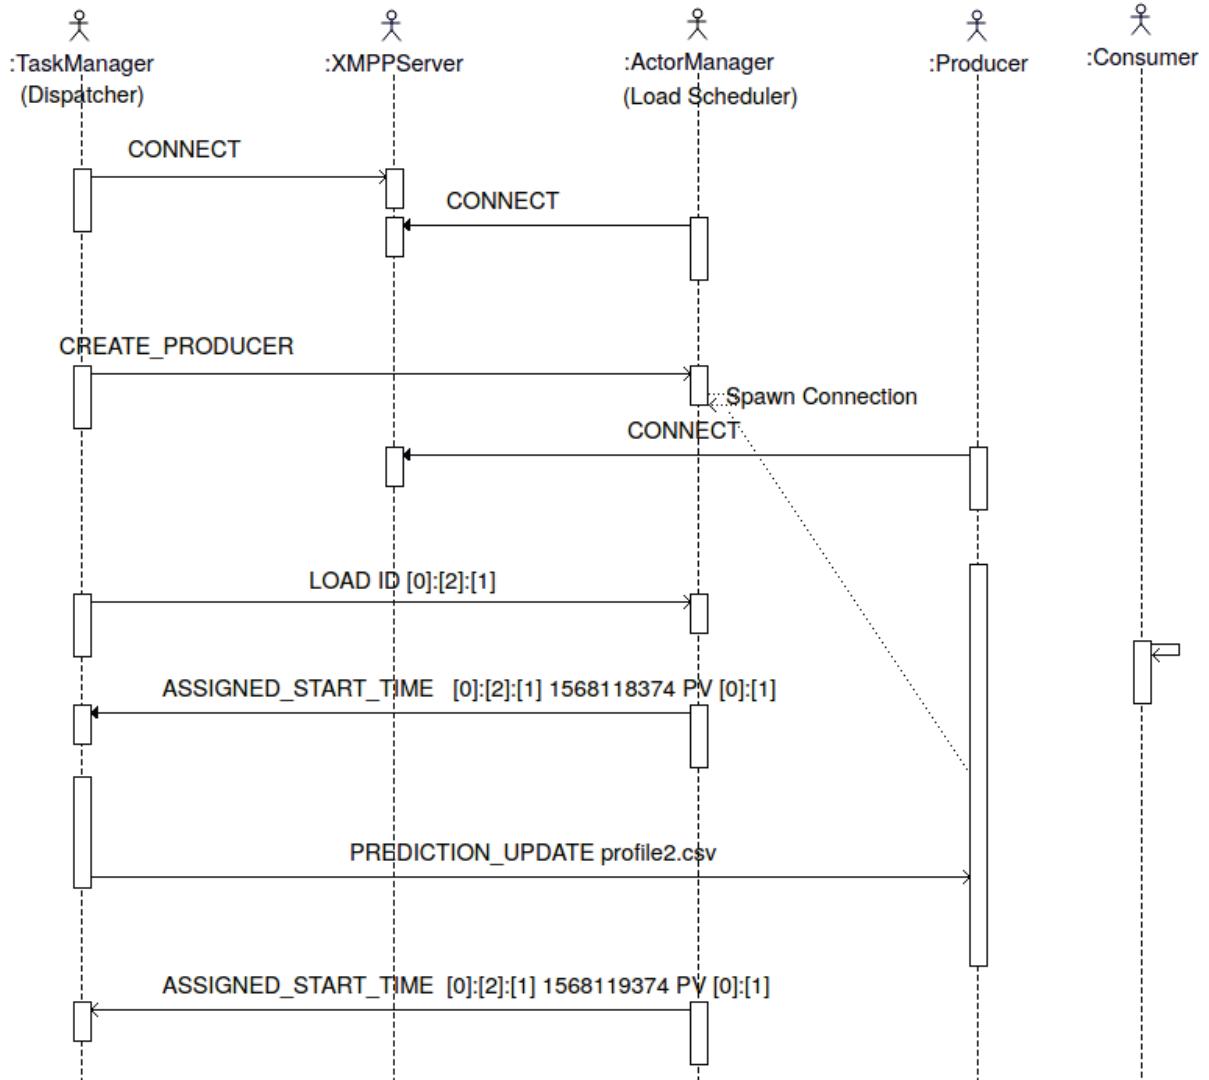 :TaskManager
(Dispatcher)
:XMPPServer
:ActorManager
(Load Scheduler)
:Producer
:Consumer
CONNECT
CONNECT
CREATE_PRODUCER
Spawn Connection
CONNECT
LOAD ID [0]:[2]:[1]
ASSIGNED_START_TIME [0]:[2]:[1] 1568118374 PV [0]:[1]
PREDICTION_UPDATE profile2.csv
ASSIGNED_START_TIME [0]:[2]:[1] 1568119374 PV [0]:[1]